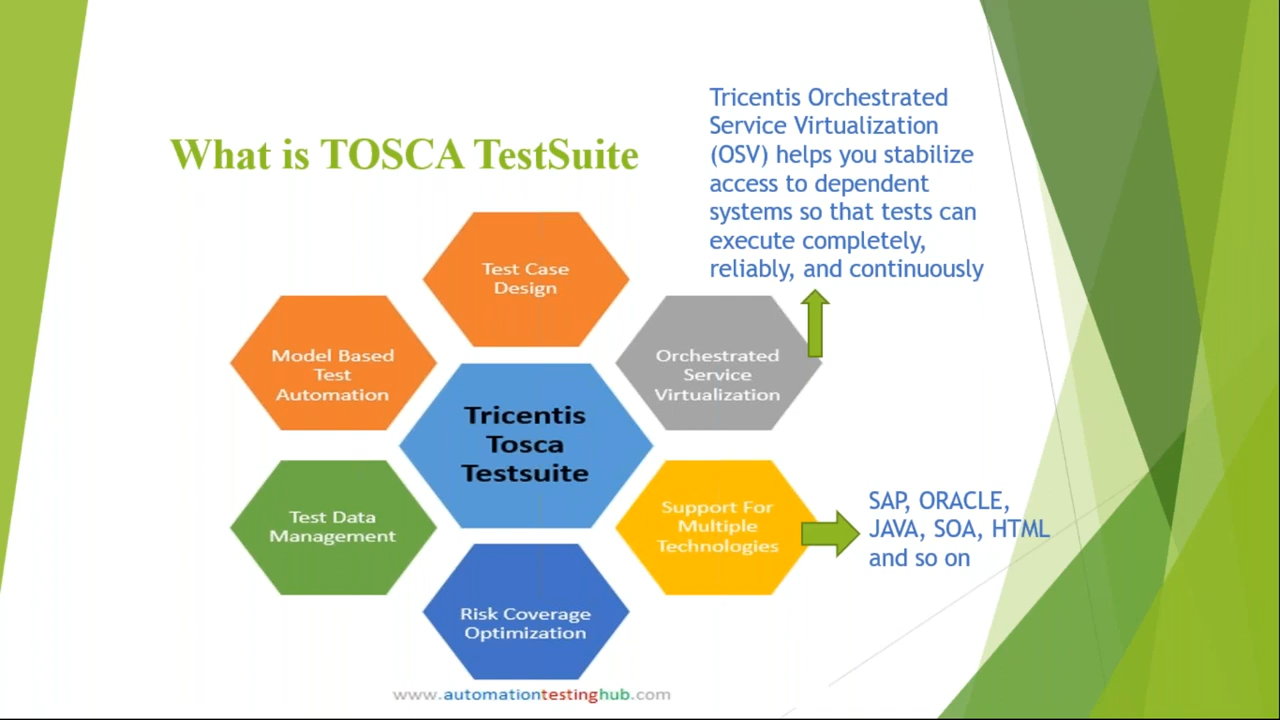 What is TOSCA TestSuite
Tricentis Orchestrated
Service Virtualization
(OSV) helps you stabilize
access to dependent
systems so that tests can
execute completely,
reliably, and continuously
Test Case
Design
Model Based
Test
Automation
Orchestrated
Service
Virtualization
Tricentis
Tosca
Testsuite
Test Data
Management
Support For
Multiple
Technologies
SAP, ORACLE,
JAVA, SOA, HTML
and so on
Risk Coverage
Optimization
www.automationtestinghub.com